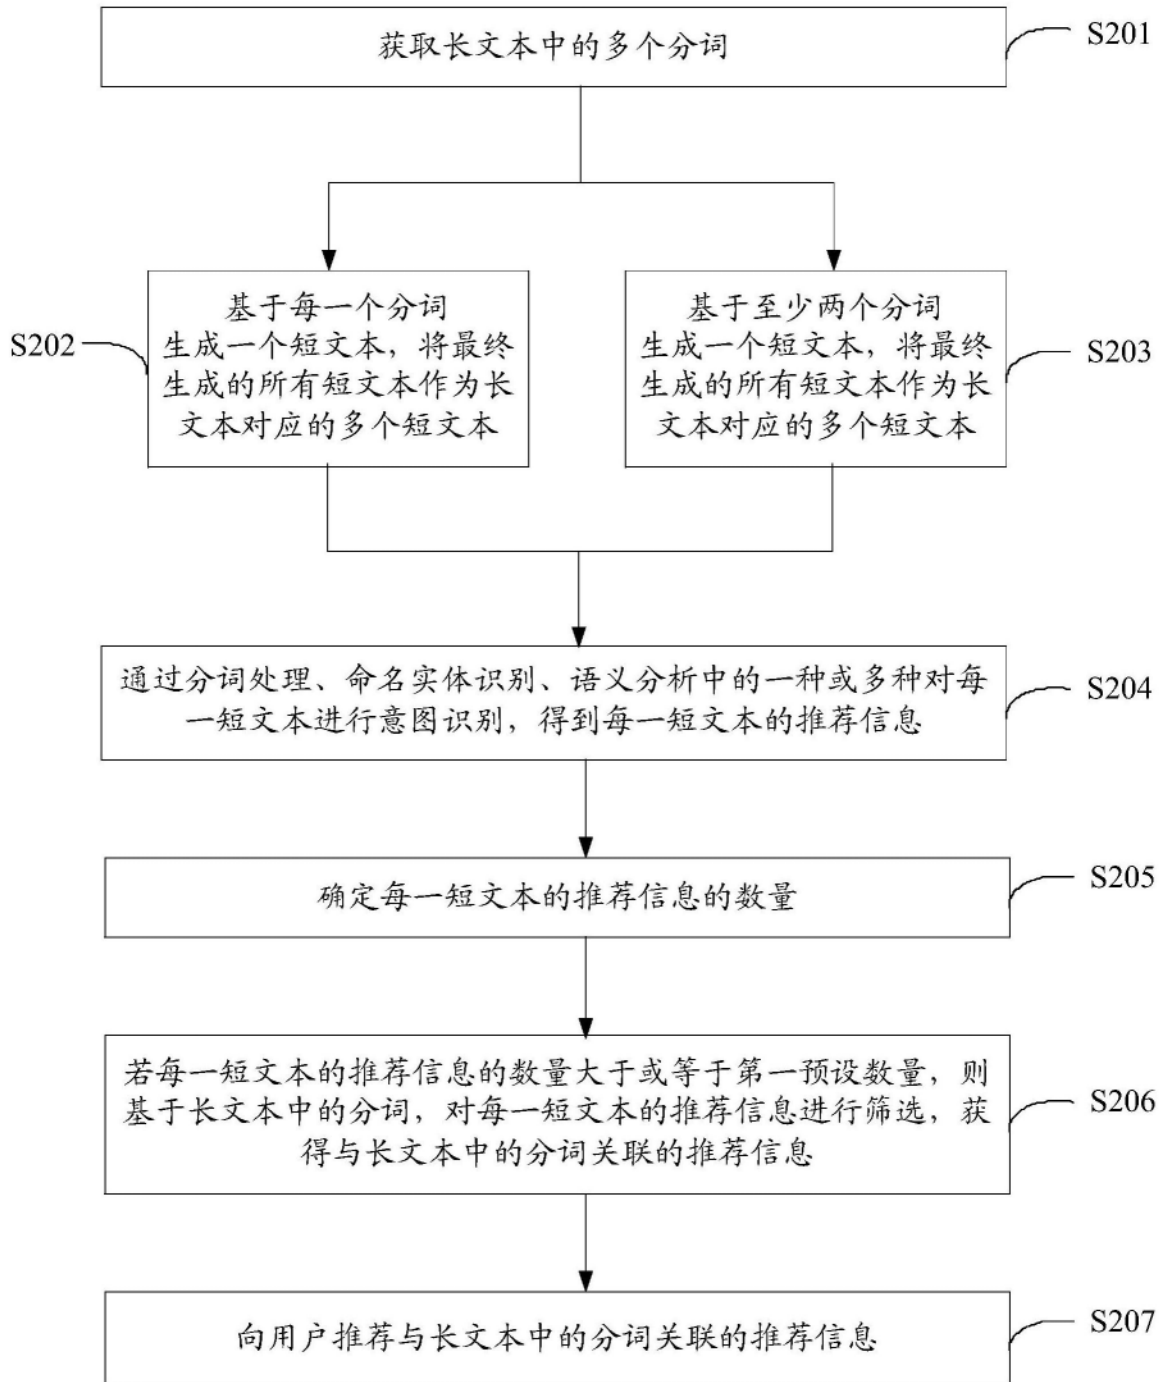 获取长文本中的多个分词
S201
基于每一个分词
生成一个短文本，将最终
生成的所有短文本作为长
文本对应的多个短文本
S202
基于至少两个分词
生成一个短文本，将最终
生成的所有短文本作为长
文本对应的多个短文本
S203
通过分词处理、命名实体识别、语义分析中的一种或多种对每
一短文本进行意图识别，得到每一短文本的推荐信息
S204
确定每一短文本的推荐信息的数量
S205
若每一短文本的推荐信息的数量大于或等于第一预设数量，则
基于长文本中的分词，对每一短文本的推荐信息进行筛选，获
得与长文本中的分词关联的推荐信息
S206
向用户推荐与长文本中的分词关联的推荐信息
S207